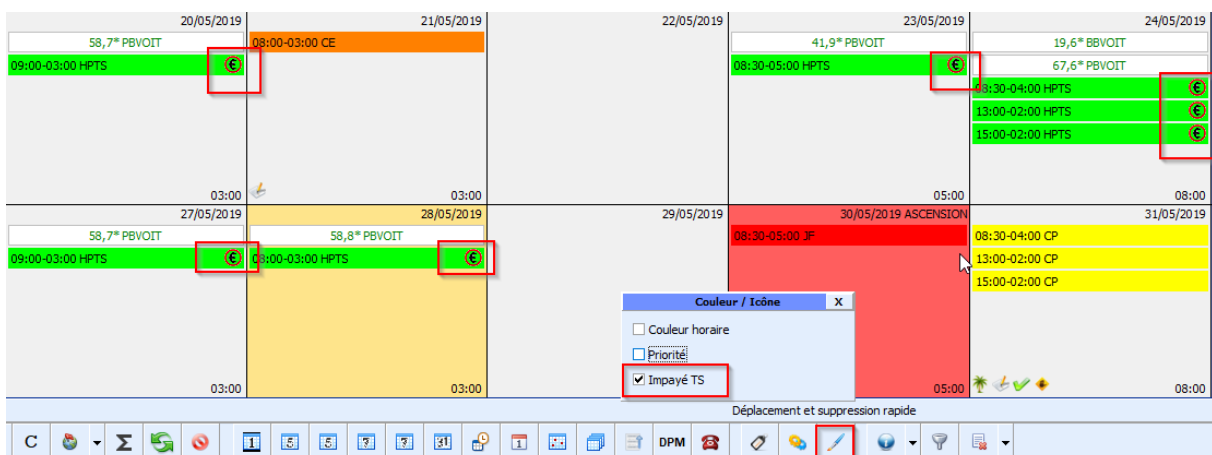 20/05/2019
21/05/2019
22/05/2019
23/05/2019
24/05/2019
58,7* PBVOIT
08:00-03:00 CE
41,9* PBVOIT
19,6* BBVOIT
09:00-03:00 HPTS €
08:30-05:00 HPTS €
67,6* PBVOIT
08:30-04:00 HPTS €
13:00-02:00 HPTS €
15:00-02:00 HPTS €
03:00
03:00
05:00
08:00
27/05/2019
28/05/2019
29/05/2019
30/05/2019 ASCENSION
31/05/2019
58,7* PBVOIT
58,8* PBVOIT
08:30-05:00 JF
08:30-04:00 CP
09:00-03:00 HPTS €
08:00-03:00 HPTS €
13:00-02:00 CP
15:00-02:00 CP
Couleur / Icône X
Couleur horaire
Priorité
Impayé TS
03:00
03:00
05:00
08:00
Déplacement et suppression rapide
C Σ 1 5 5 7 7 31 1 DPM